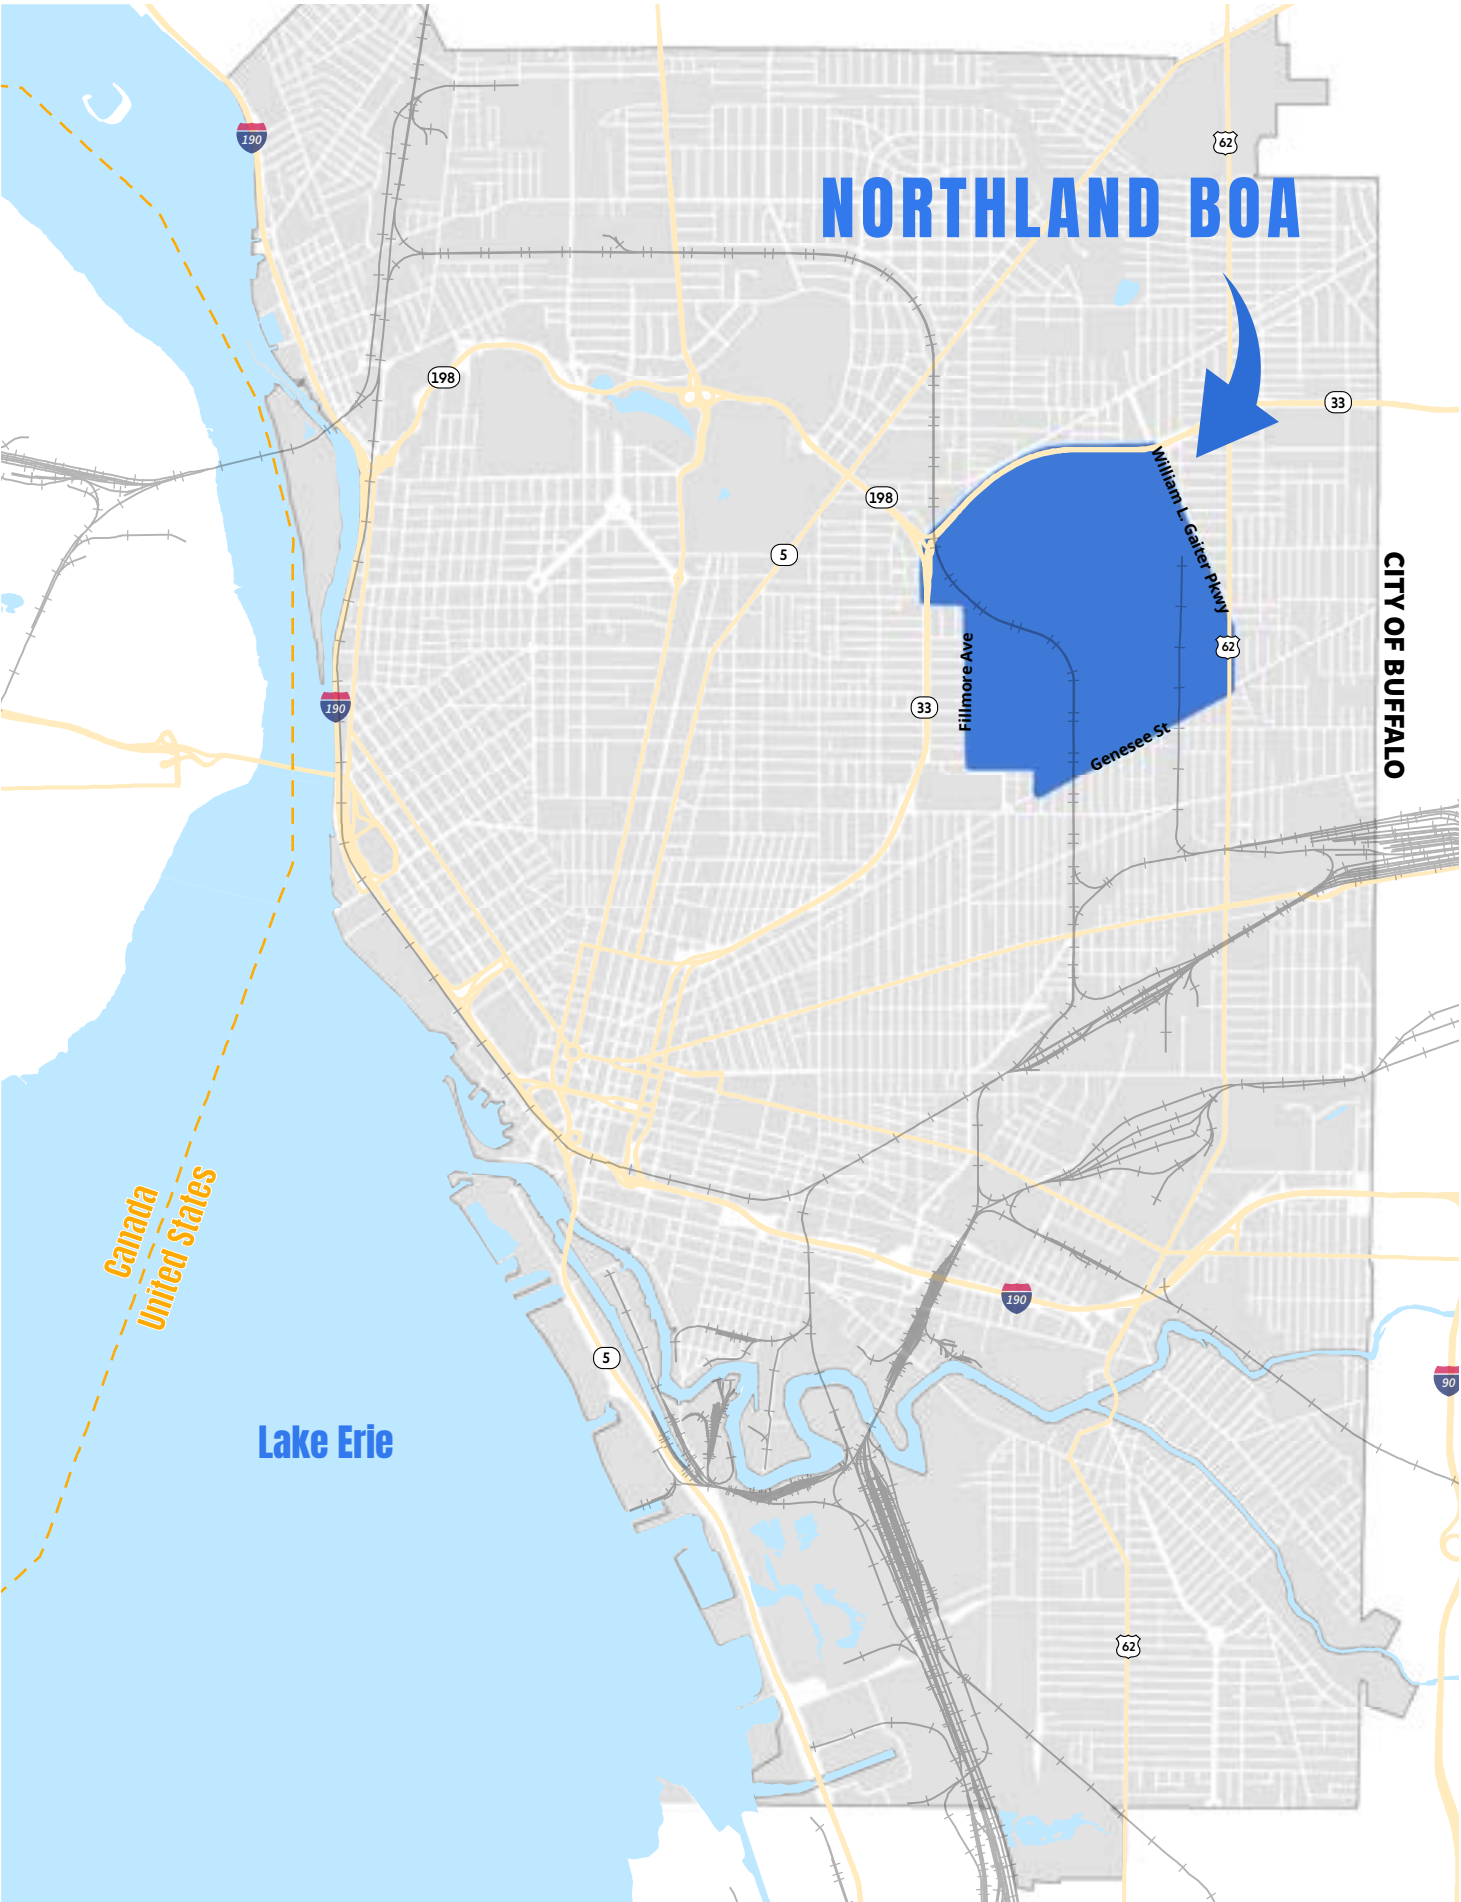 190
62
NORTHLAND BOA
198
33
William L. Gaiter Pkwy
198
5
CITY OF BUFFALO
Fillmore Ave
62
190
33
Genesee St
Canada
United States
190
5
90
Lake Erie
62